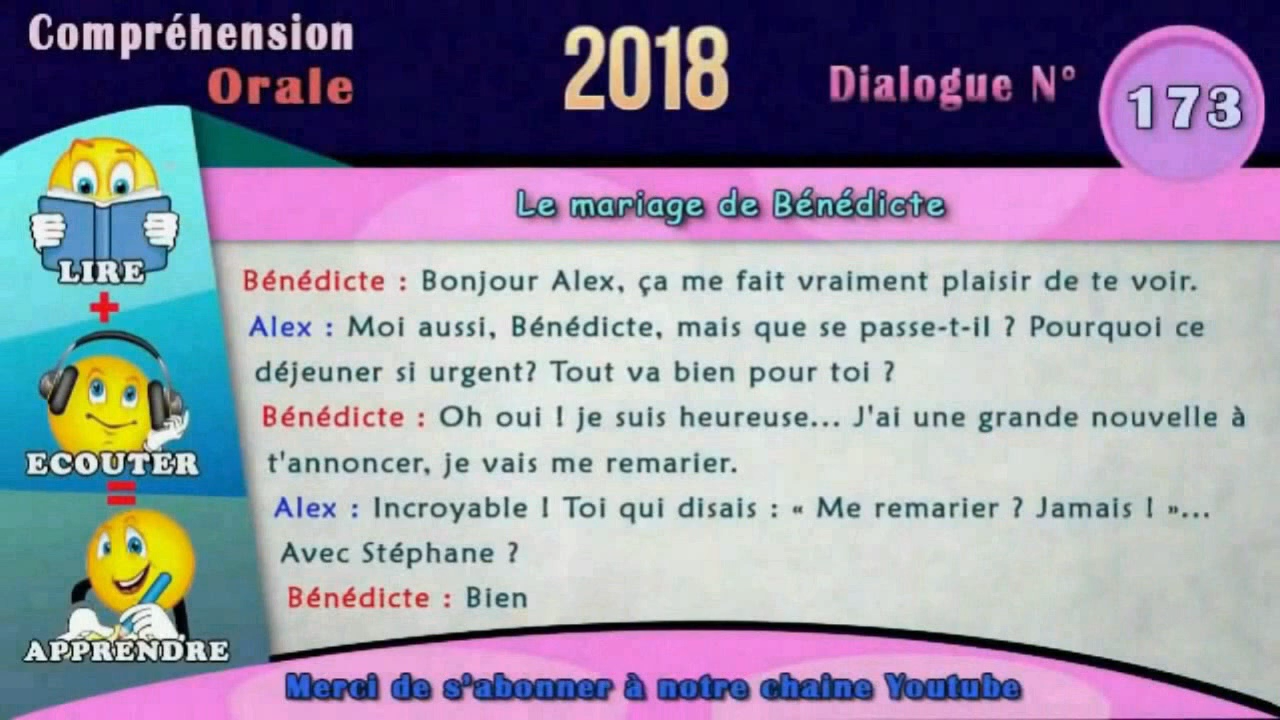 Compréhension
Orale
2018
Dialogue N° 173
Le mariage de Bénédicte
LIRE
+
ECOUTER
=
APPRENDRE
Bénédicte : Bonjour Alex, ça me fait vraiment plaisir de te voir.
Alex : Moi aussi, Bénédicte, mais que se passe-t-il ? Pourquoi ce
déjeuner si urgent? Tout va bien pour toi ?
Bénédicte : Oh oui ! je suis heureuse... J'ai une grande nouvelle à
t'annoncer, je vais me remarier.
Alex : Incroyable ! Toi qui disais : « Me remarier ? Jamais ! »...
Avec Stéphane ?
Bénédicte : Bien
Merci de s'abonner à notre chaine Youtube